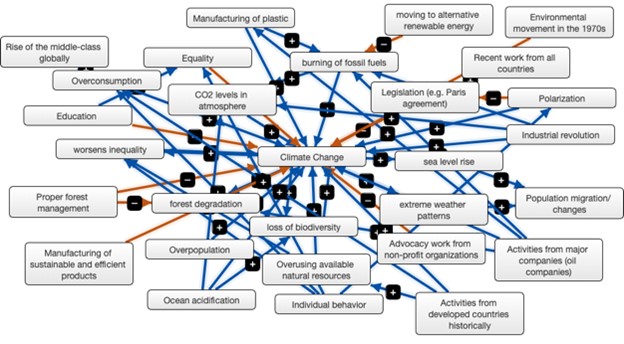 Manufacturing of plastic
moving to alternative
renewable energy
Environmental
movement in the 1970s
Rise of the middle-class
globally
Equality
burning of fossil fuels
Recent work from all
countries
Overconsumption
CO2 levels in
atmosphere
Legislation (e.g. Paris
agreement)
Polarization
Education
Industrial revolution
worsens inequality
Climate Change
sea level rise
Proper forest
management
forest degradation
extreme weather
patterns
Population migration/
changes
loss of biodiversity
Manufacturing of
sustainable and efficient
products
Overpopulation
Overusing available
natural resources
Advocacy work from
non-profit organizations
Activities from major
companies (oil
companies)
Ocean acidification
Individual behavior
Activities from
developed countries
historically